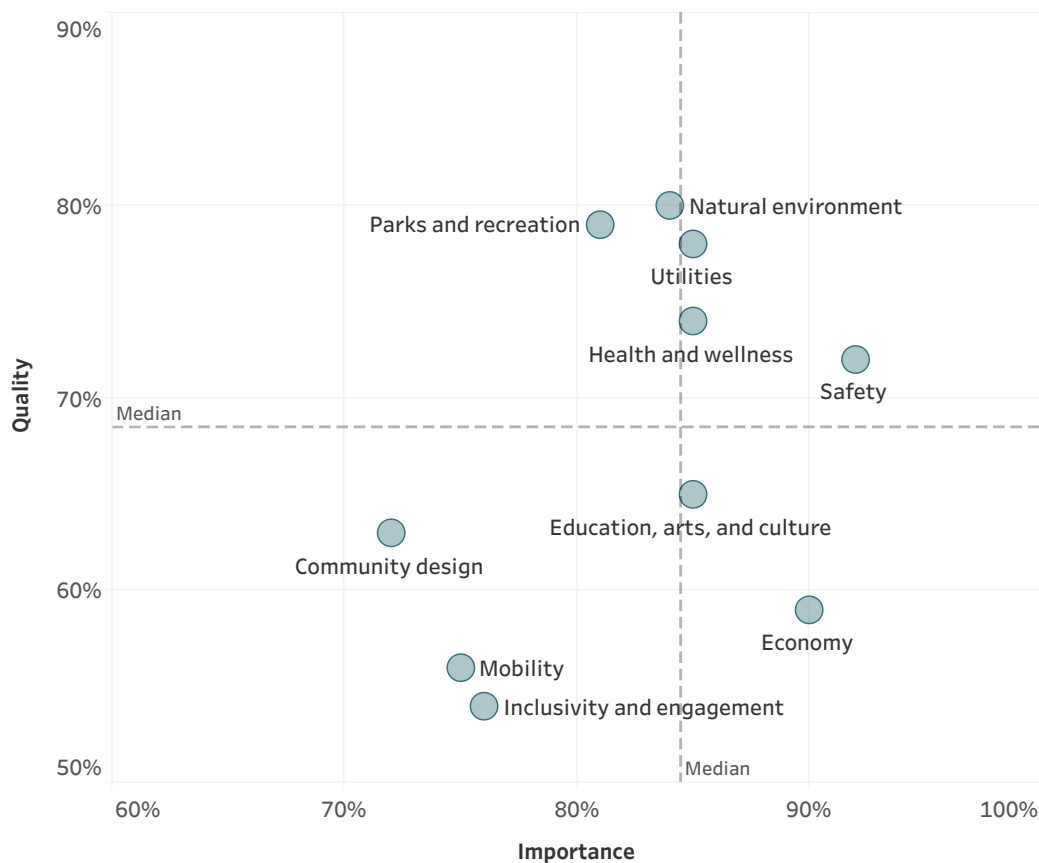 90%
80%
Natural environment
Parks and recreation
Utilities
Health and wellness
Safety
Quality
70%
Median
Education, arts, and culture
Community design
60%
Economy
Mobility
Inclusivity and engagement
50%
Median
60%
70%
80%
90%
100%
Importance